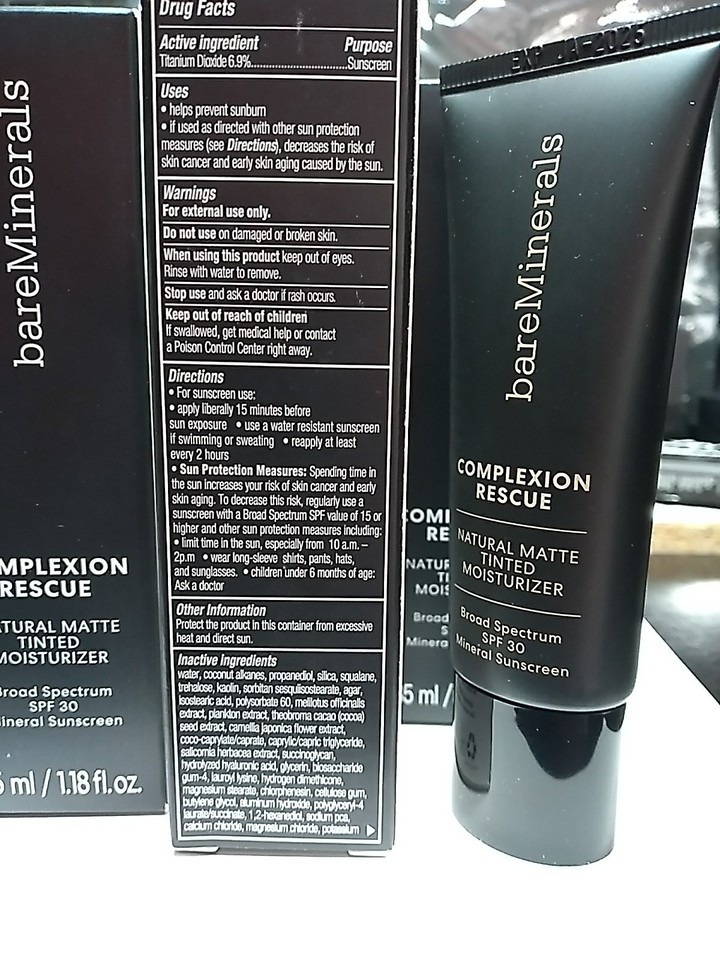 bareMinerals
OMPLEXION
RESCUE
ATURAL MATTE
TINTED
MOISTURIZER
Broad Spectrum
SPF 30
Mineral Sunscreen
5 ml / 1.18 fl.oz.
Drug Facts
Active ingredient Purpose
Titanium Dioxide 6.9%..............................Sunscreen
Uses
• helps prevent sunburn
• if used as directed with other sun protection
measures (see Directions), decreases the risk of
skin cancer and early skin aging caused by the sun.
Warnings
For external use only.
Do not use on damaged or broken skin.
When using this product keep out of eyes.
Rinse with water to remove.
Stop use and ask a doctor if rash occurs.
Keep out of reach of children
If swallowed, get medical help or contact
a Poison Control Center right away.
Directions
• For sunscreen use:
• apply liberally 15 minutes before
sun exposure • use a water resistant sunscreen
if swimming or sweating • reapply at least
every 2 hours
• Sun Protection Measures: Spending time in
the sun increases your risk of skin cancer and early
skin aging. To decrease this risk, regularly use a
sunscreen with a Broad Spectrum SPF value of 15 or
higher and other sun protection measures including:
• limit time in the sun, especially from 10 a.m. –
2p.m • wear long-sleeve shirts, pants, hats,
and sunglasses. • children under 6 months of age:
Ask a doctor
Other Information
Protect the product in this container from excessive
heat and direct sun.
Inactive Ingredients
water, coconut alkanes, propanediol, silica, squalane,
trehalose, kaolin, sorbitan sesquiisostearate, agar,
isostearic acid, polysorbate 60, melilotus officinalis
extract, plankton extract, theobroma cacao (cocoa)
seed extract, camellia japonica flower extract,
coco-caprylate/caprate, caprylic/capric triglyceride,
salicornia herbacea extract, succinoglycan,
hydrolyzed hyaluronic acid, glycerin, biosaccharide
gum-4, lauroyl lysine, hydrogen dimethicone,
magnesium stearate, chlorphenesin, cellulose gum,
butylene glycol, aluminum hydroxide, polyglyceryl-4
laurate/succinate, 1,2-hexanediol, sodium pca,
calcium chloride, magnesium chloride, potassium
COMPL
RE
NATUR
TI
MOIS
Broad
S
Minera
5 ml /
bareMinerals
COMPLEXION
RESCUE
NATURAL MATTE
TINTED
MOISTURIZER
Broad Spectrum
SPF 30
Mineral Sunscreen